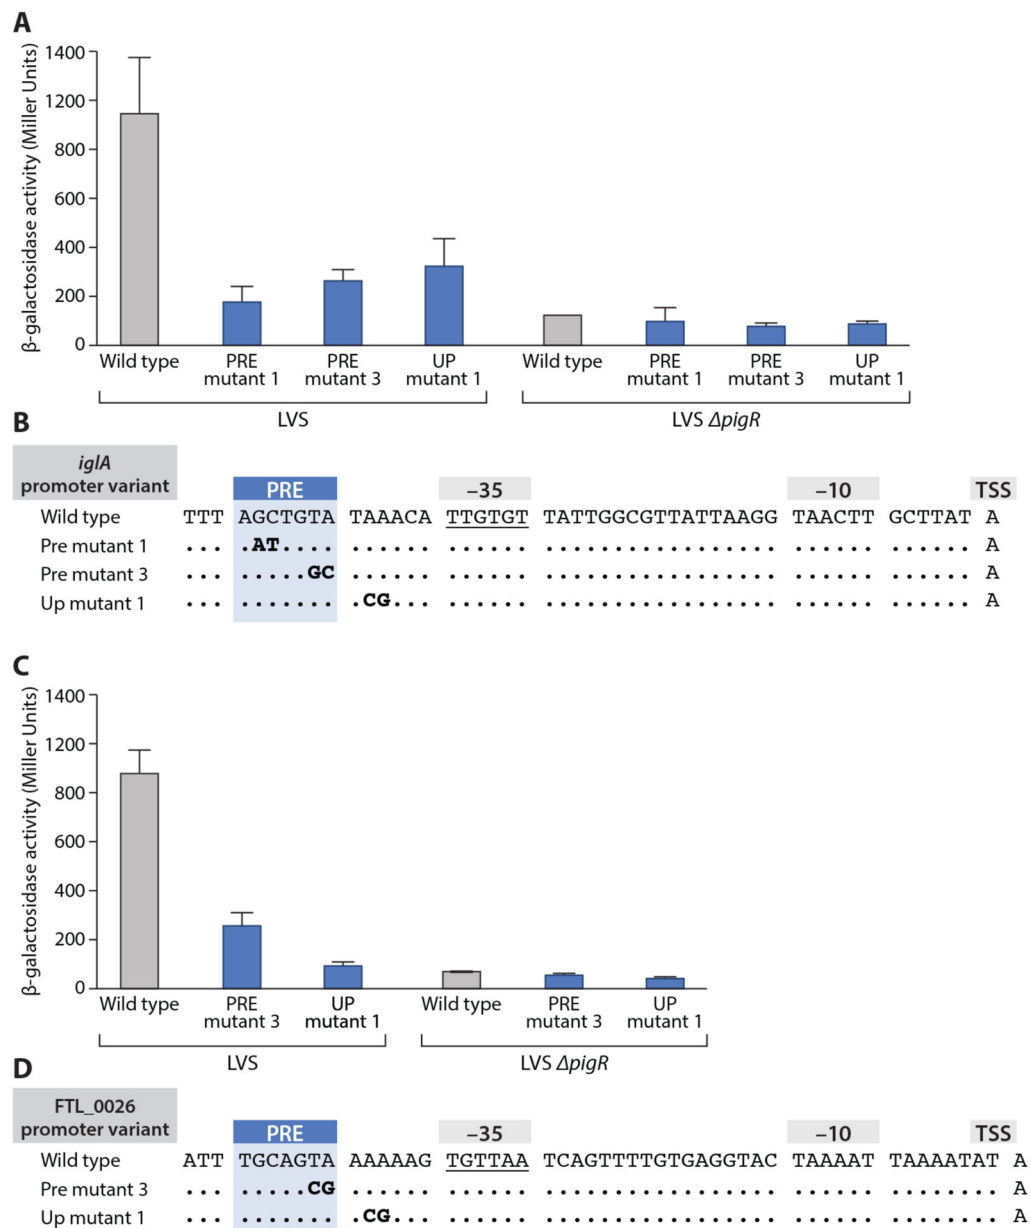 A
β-galactosidase activity (Miller Units)
1400
1200
800
600
400
200
0
Wild type PRE mutant 1 PRE mutant 3 UP mutant 1 Wild type PRE mutant 1 PRE mutant 3 UP mutant 1
LVS LVS ΔpigR
B
iglA
promoter variant PRE −35 −10 TSS
Wild type TTT AGCTGTA TAAACA TTGTGT TATTGGCGTTATTAAGG TAACTT GCTTAT A
Pre mutant 1 ... .AT.... ...... ...... ................. ...... ...... A
Pre mutant 3 ... .....GC ...... ...... ................. ...... ...... A
Up mutant 1 ... ....... .CG... ...... ................. ...... ...... A
C
β-galactosidase activity (Miller Units)
1400
1200
800
600
400
200
0
Wild type PRE mutant 3 UP mutant 1 Wild type PRE mutant 3 UP mutant 1
LVS LVS ΔpigR
D
FTL_0026
promoter variant PRE −35 −10 TSS
Wild type ATT TGCAGTA AAAAAG TGTTAA TCAGTTTTGTGAGGTAC TAAAAT TAAAATAT A
Pre mutant 3 ... .....CG ...... ...... ................. ...... ........ A
Up mutant 1 ... ....... .CG... ...... ................. ...... ........ A